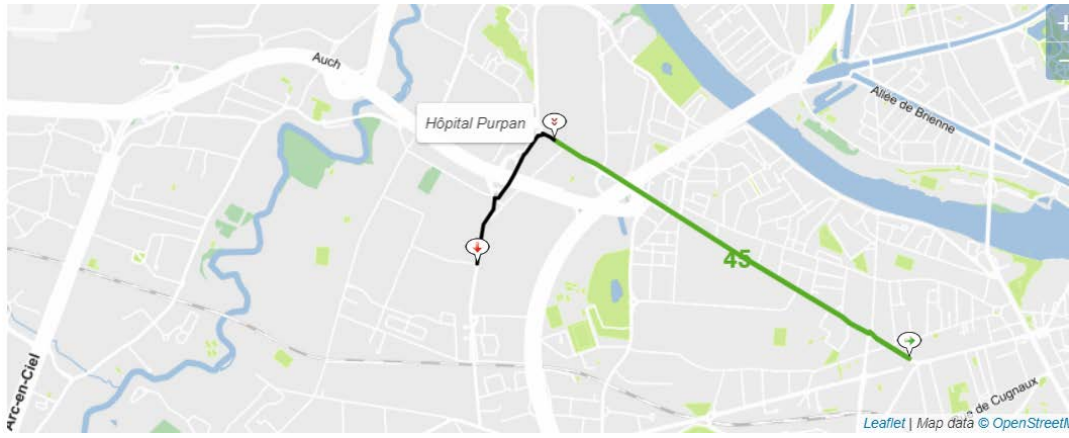 Auch
+
−
Allée de Brienne
Hôpital Purpan
45
Arc-en-Ciel
de Cugnaux
Leaflet | Map data © OpenStreetM